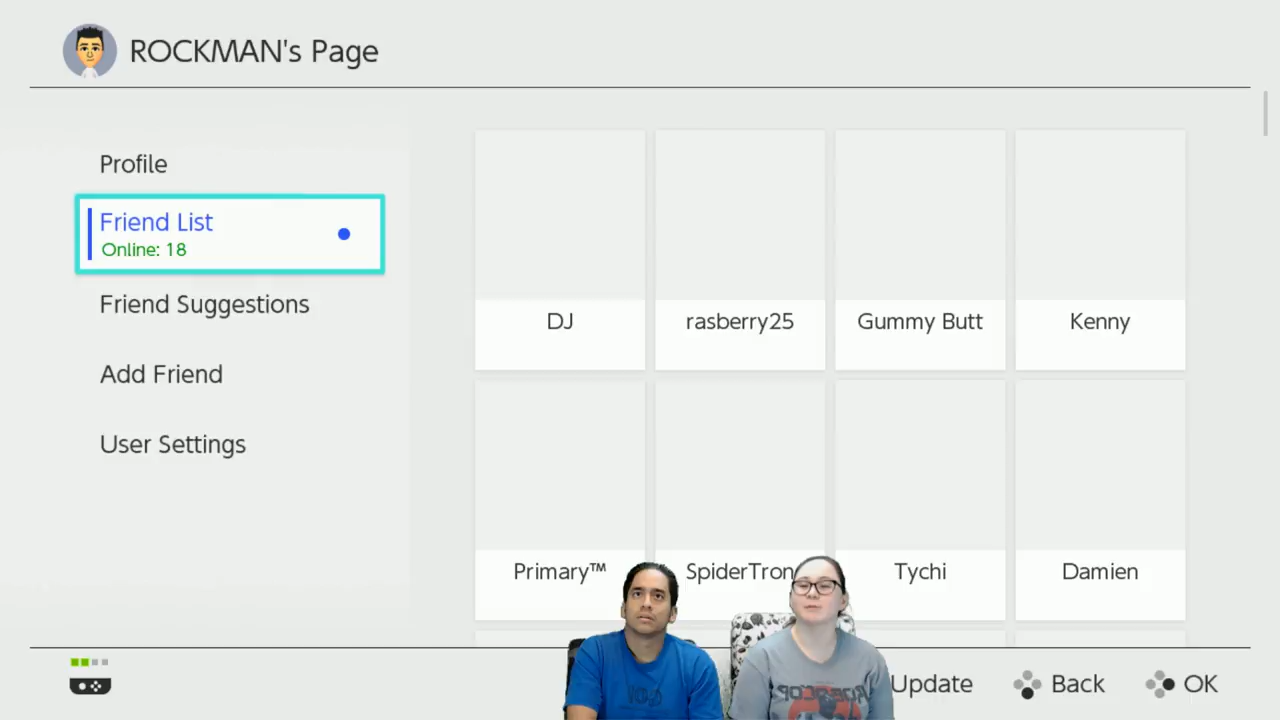 ROCKMAN's Page
Profile
Friend List
Online: 18
Friend Suggestions
Add Friend
User Settings
DJ
rasberry25
Gummy Butt
Kenny
Primary™
SpiderTron
Tychi
Damien
Update
Back
OK